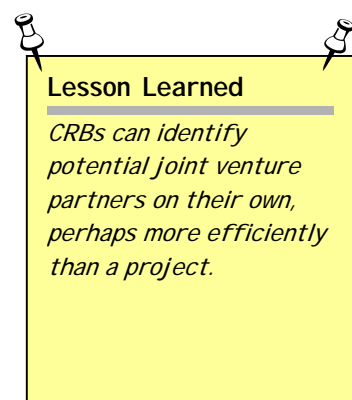 Lesson Learned
CRBs can identify
potential joint venture
partners on their own,
perhaps more efficiently
than a project.